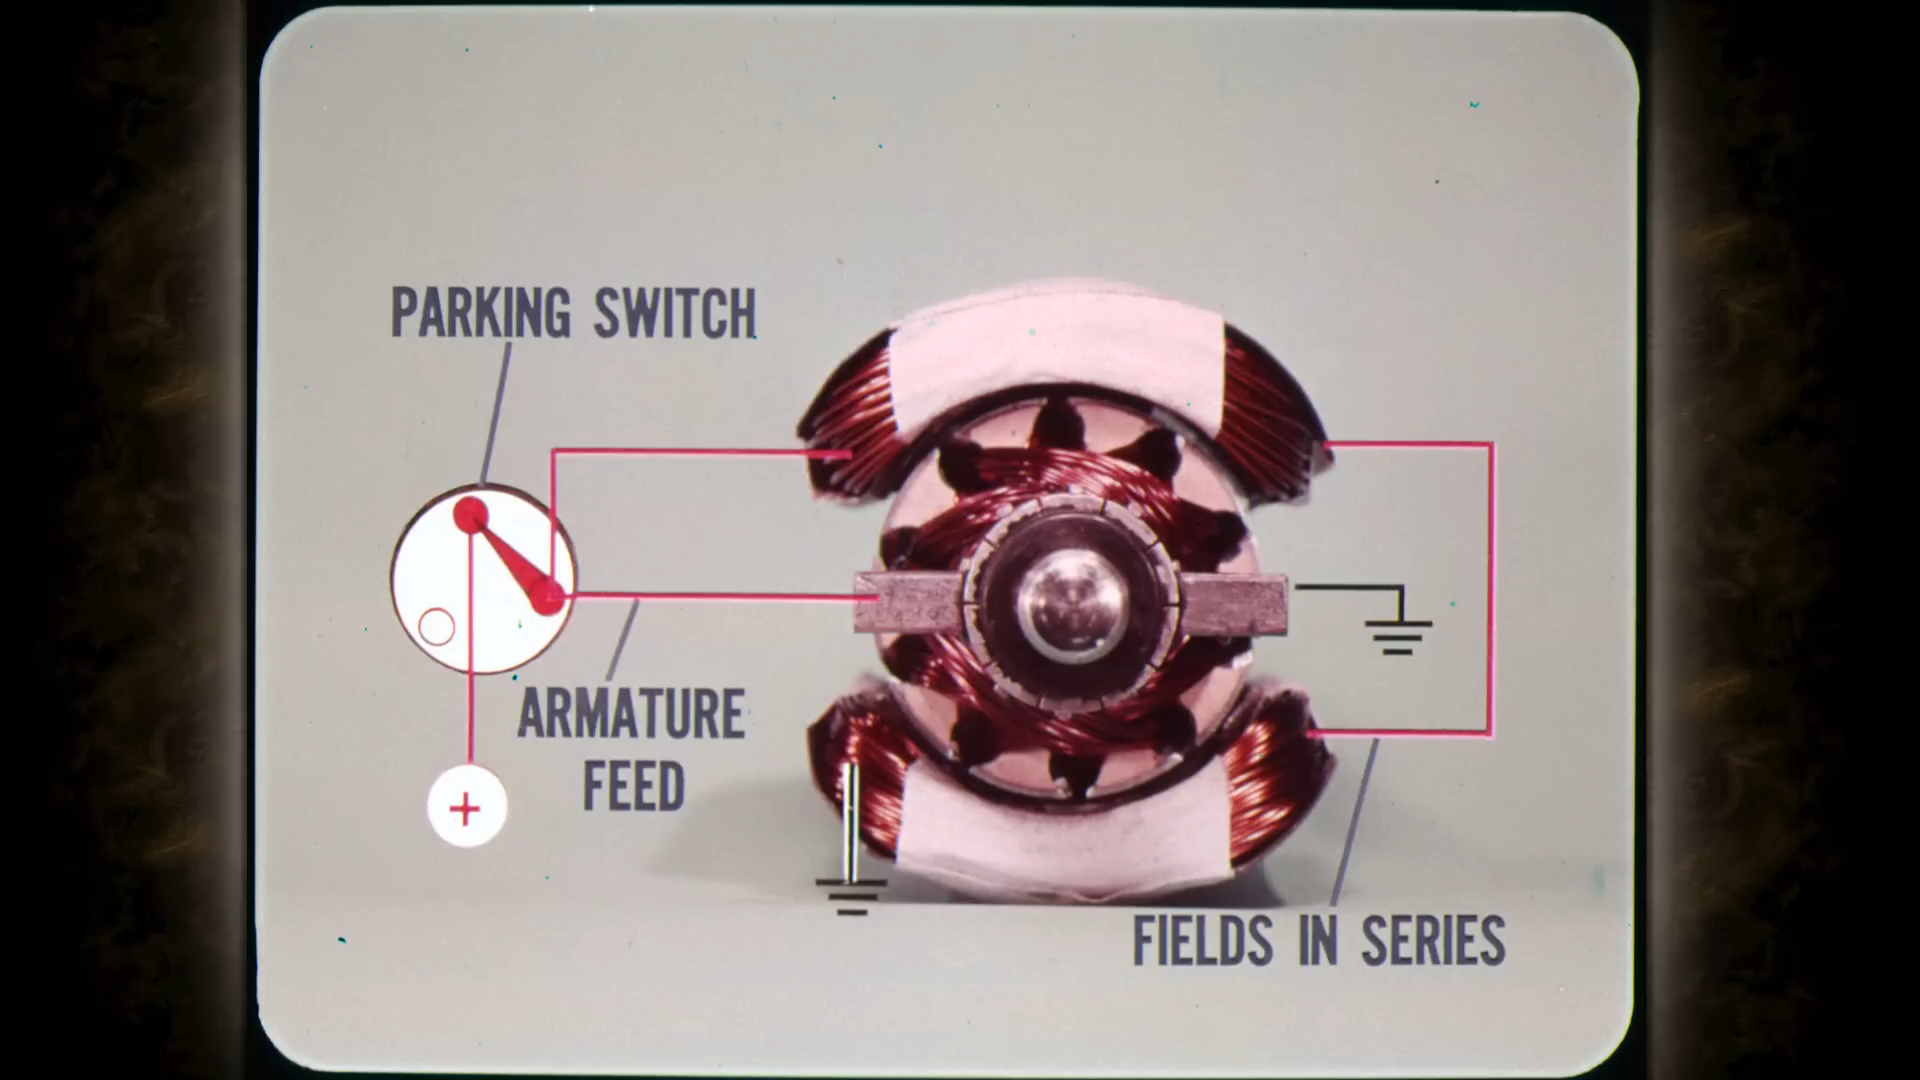 PARKING SWITCH
ARMATURE
FEED
+
FIELDS IN SERIES